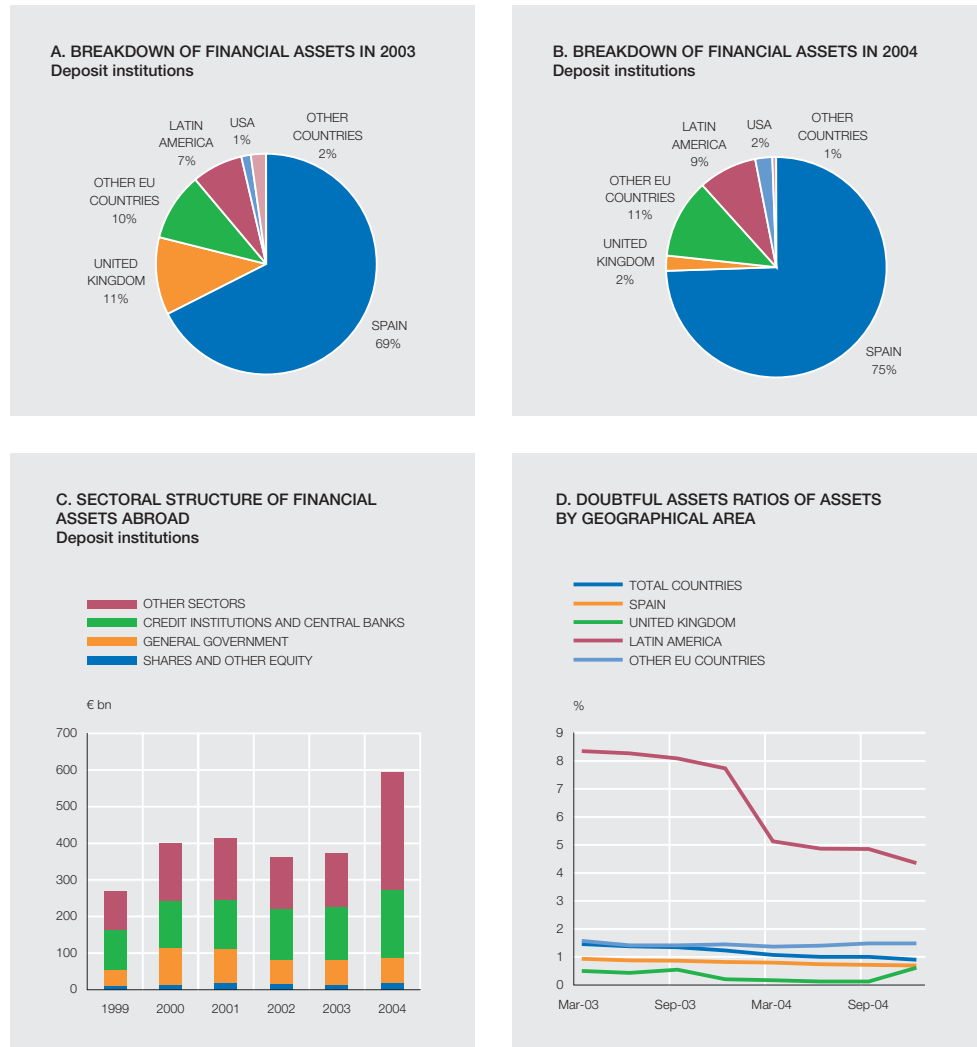 A. BREAKDOWN OF FINANCIAL ASSETS IN 2003
Deposit institutions
LATIN
AMERICA
7%
USA
1%
OTHER
COUNTRIES
2%
OTHER EU
COUNTRIES
10%
UNITED
KINGDOM
11%
SPAIN
69%
B. BREAKDOWN OF FINANCIAL ASSETS IN 2004
Deposit institutions
LATIN
AMERICA
9%
USA
2%
OTHER
COUNTRIES
1%
OTHER EU
COUNTRIES
11%
UNITED
KINGDOM
2%
SPAIN
75%
C. SECTORAL STRUCTURE OF FINANCIAL
ASSETS ABROAD
Deposit institutions
OTHER SECTORS
CREDIT INSTITUTIONS AND CENTRAL BANKS
GENERAL GOVERNMENT
SHARES AND OTHER EQUITY
€ bn
700
600
500
400
300
200
100
0
1999 2000 2001 2002 2003 2004
D. DOUBTFUL ASSETS RATIOS OF ASSETS
BY GEOGRAPHICAL AREA
TOTAL COUNTRIES
SPAIN
UNITED KINGDOM
LATIN AMERICA
OTHER EU COUNTRIES
%
9
8
7
6
5
4
3
2
1
0
Mar-03 Sep-03 Mar-04 Sep-04